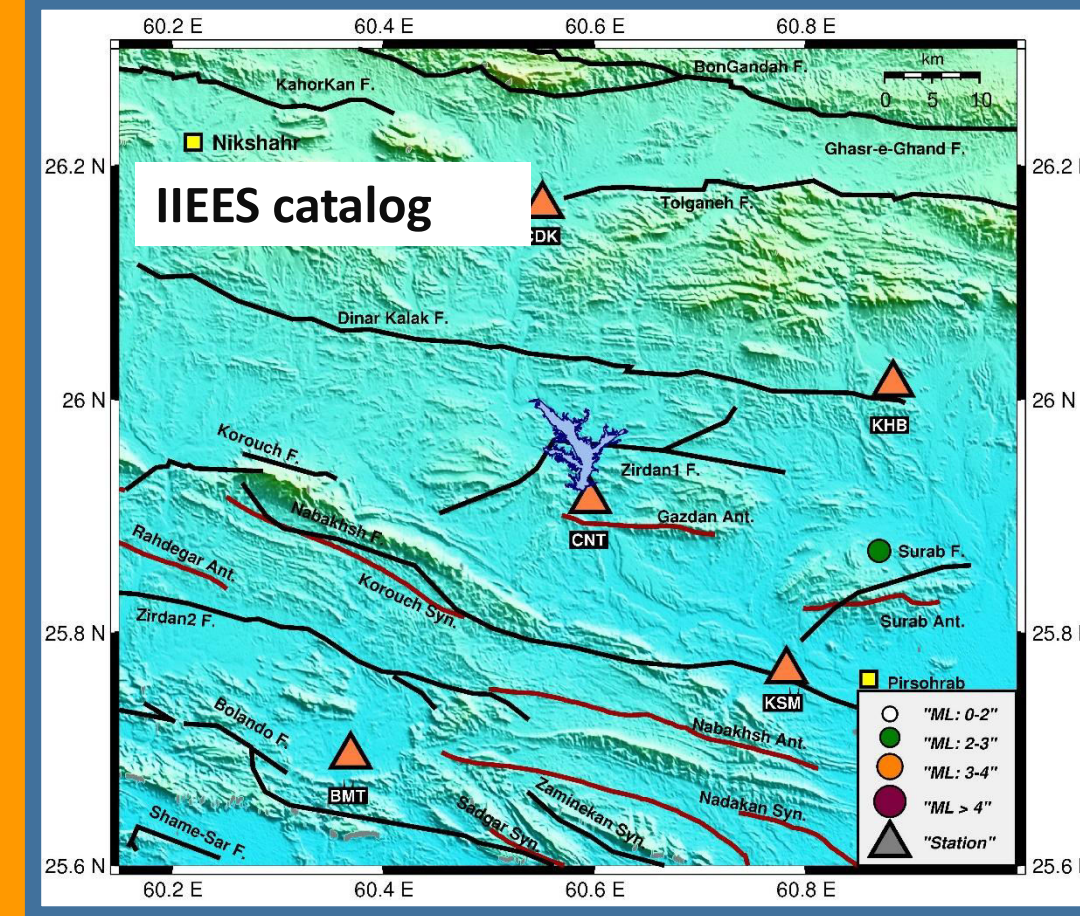 60.2 E 60.4 E 60.6 E 60.8 E
BonGandah F.
km
0 5 10
KahorKan F.
Nikshahr
Ghasr-e-Ghand F.
26.2 N
26.2 N
IIEES catalog
Tolganeh F.
Dinar Kalak F.
26 N
26 N
KHB
Korouch F.
Zirdan1 F.
Nabakhsh F.
Gazdan Ant.
CNT
Rahdegar Ant.
Surab F.
Korouch Syn.
Zirdan2 F.
Surab Ant.
25.8 N
25.8
Pirsohrab
KSM
Bolando F.
Nabakhsh Ant.
BMT
Zaminekan Syn.
Nadakan Syn.
Sadgar Syn.
Shame-Sar F.
"ML: 0-2"
"ML: 2-3"
"ML: 3-4"
"ML > 4"
"Station"
25.6 N
25.6
60.2 E 60.4 E 60.6 E 60.8 E